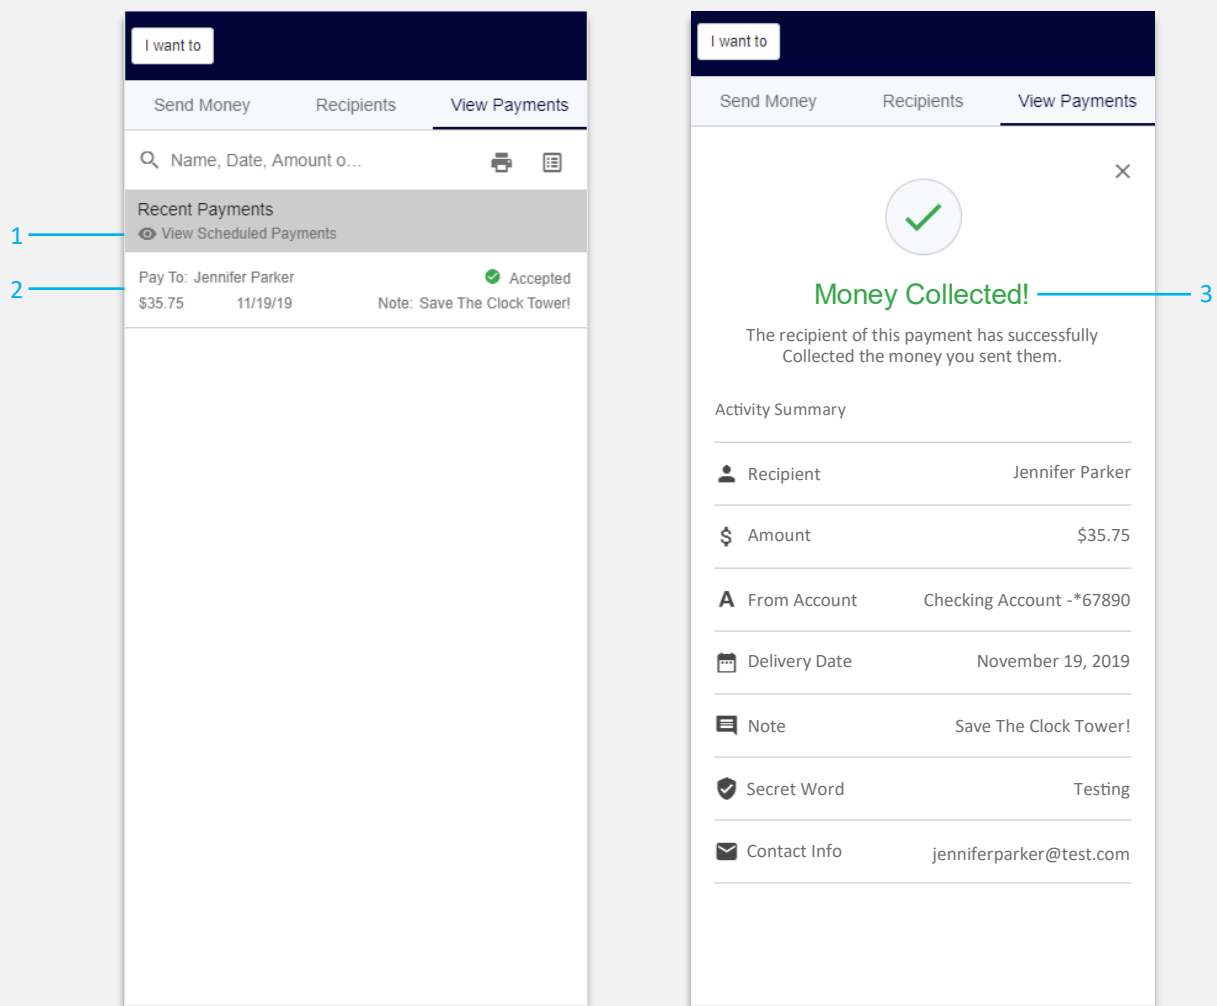 I want to
Send Money Recipients View Payments
Name, Date, Amount o...
Recent Payments
1
View Scheduled Payments
Pay To: Jennifer Parker Accepted
2
$35.75 11/19/19 Note: Save The Clock Tower!
I want to
Send Money Recipients View Payments
Money Collected!
3
The recipient of this payment has successfully
Collected the money you sent them.
Activity Summary
Recipient Jennifer Parker
Amount $35.75
A From Account Checking Account -*67890
Delivery Date November 19, 2019
Note Save The Clock Tower!
Secret Word Testing
Contact Info jenniferparker@test.com